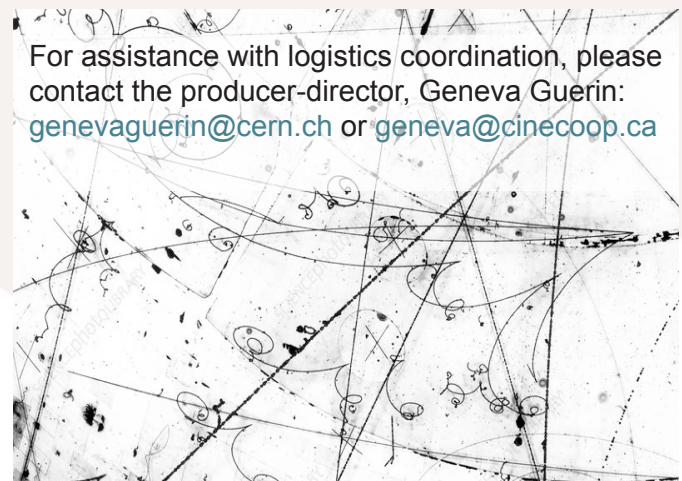 For assistance with logistics coordination, please
contact the producer-director, Geneva Guerin:
genevaguerin@cern.ch or geneva@cinecoop.ca